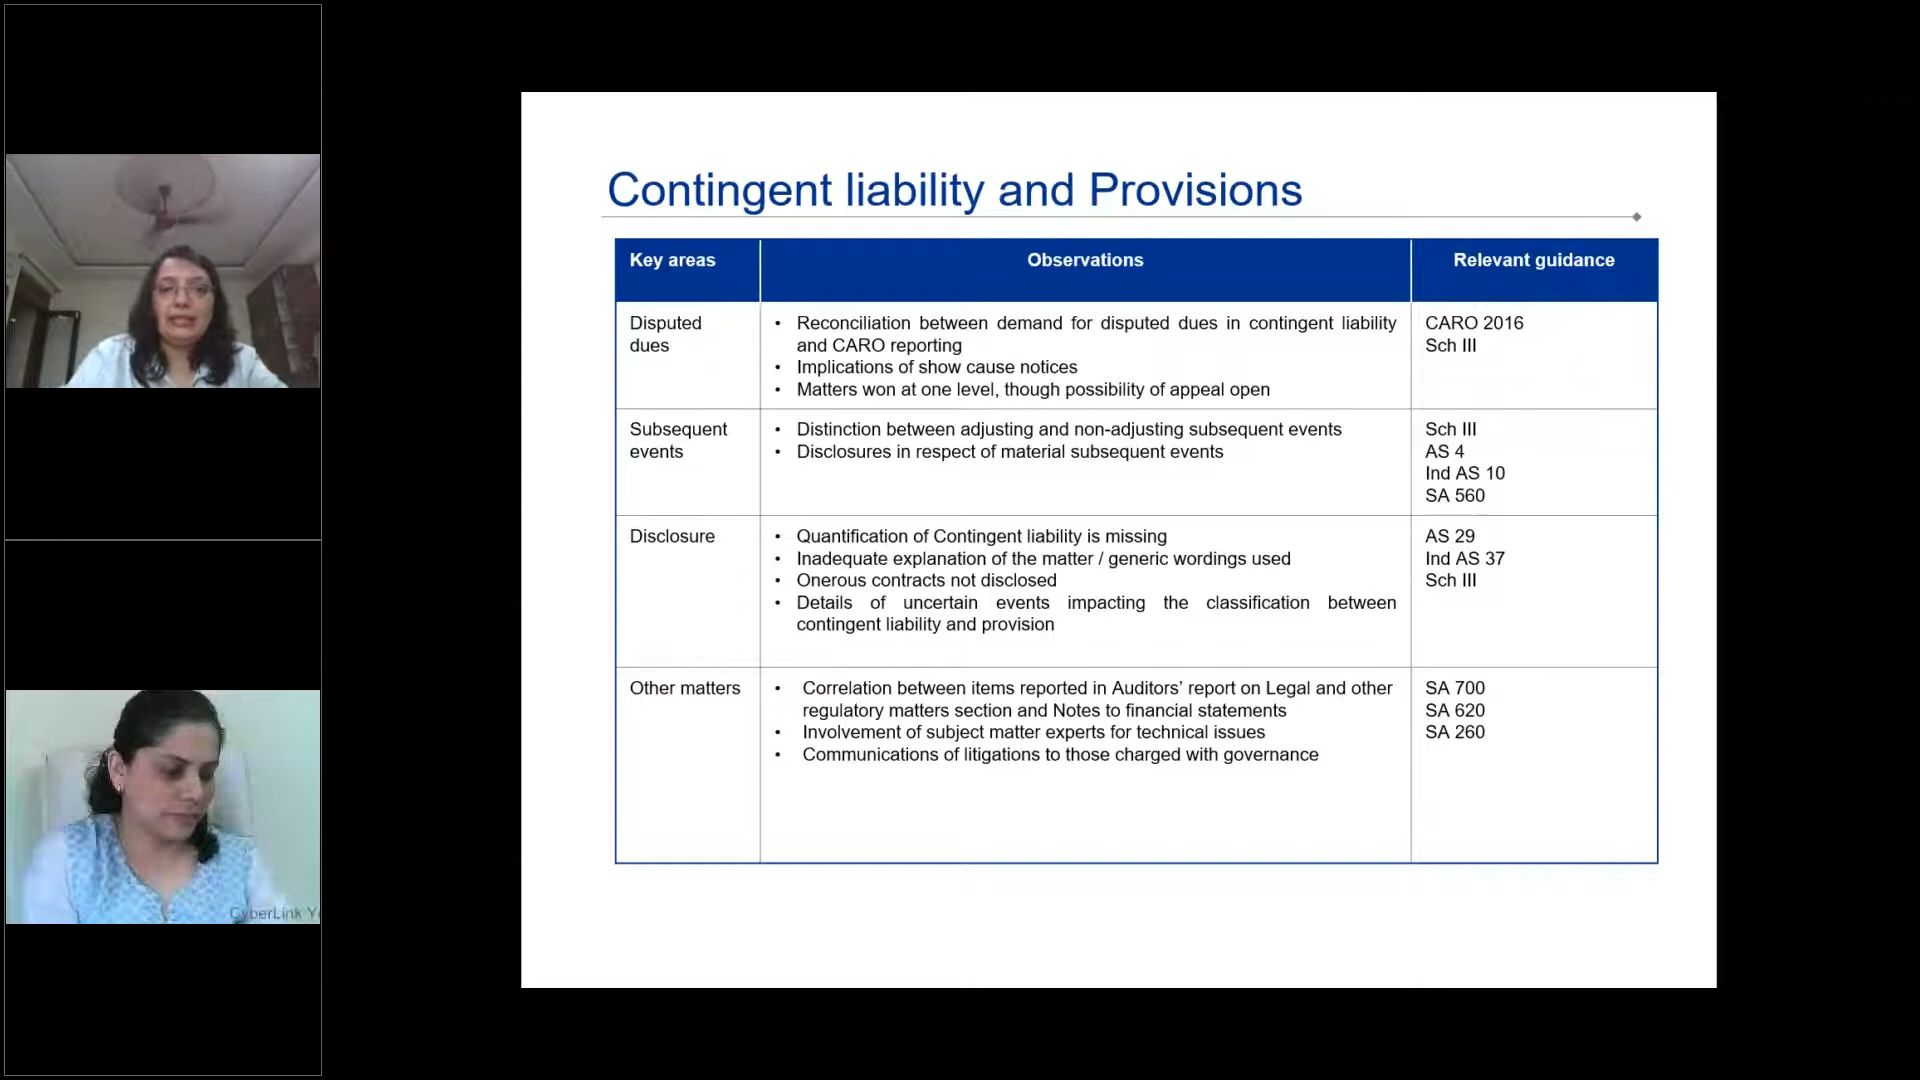 Contingent liability and Provisions
Key areas
Observations
Relevant guidance
Disputed
dues
• Reconciliation between demand for disputed dues in contingent liability
and CARO reporting
• Implications of show cause notices
• Matters won at one level, though possibility of appeal open
CARO 2016
Sch III
Subsequent
events
• Distinction between adjusting and non-adjusting subsequent events
• Disclosures in respect of material subsequent events
Sch III
AS 4
Ind AS 10
SA 560
Disclosure
• Quantification of Contingent liability is missing
• Inadequate explanation of the matter / generic wordings used
• Onerous contracts not disclosed
• Details of uncertain events impacting the classification between
contingent liability and provision
AS 29
Ind AS 37
Sch III
Other matters
• Correlation between items reported in Auditors’ report on Legal and other
regulatory matters section and Notes to financial statements
• Involvement of subject matter experts for technical issues
• Communications of litigations to those charged with governance
SA 700
SA 620
SA 260
CyberLink